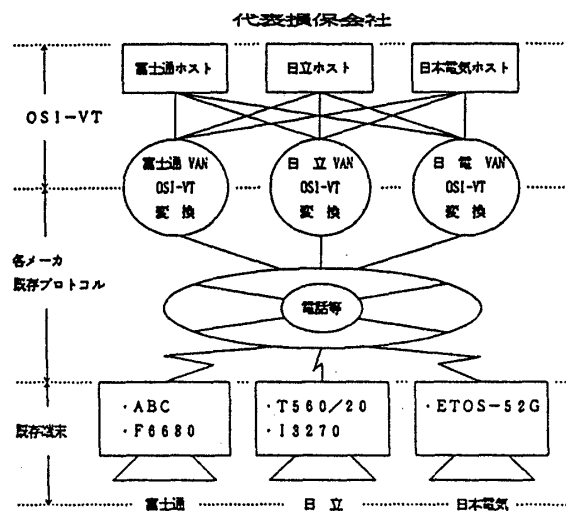 代表損保会社
富士通ホスト
日立ホスト
日本電気ホスト
OSI-VT
富士通 VAN
OSI-VT
変 換
日 立 VAN
OSI-VT
変 換
日 電 VAN
OSI-VT
変 換
各メーカ
既存プロトコル
電話等
既存端末
・ABC
・F6680
・T560/20
・I3270
・ETOS-52G
富士通
日 立
日本電気